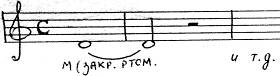 м (закр. ртом. и т.д.